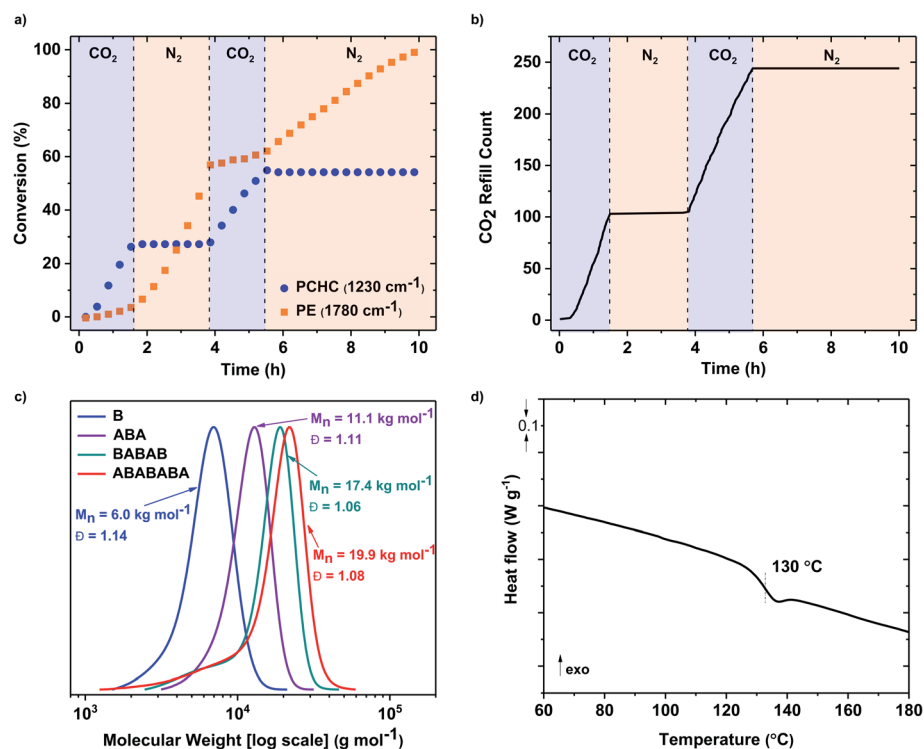 a)
CO2
N2
CO2
N2
100
80
60
40
20
0
Conversion (%)
PCHC (1230 cm-1)
PE (1780 cm-1)
0
2
4
6
8
10
Time (h)
b)
CO2
N2
CO2
N2
250
200
150
100
50
0
CO2 Refill Count
0
2
4
6
8
10
Time (h)
c)
B
ABA
BABAB
ABABABA
Mn = 11.1 kg mol-1
Đ = 1.11
Mn = 17.4 kg mol-1
Đ = 1.06
Mn = 6.0 kg mol-1
Đ = 1.14
Mn = 19.9 kg mol-1
Đ = 1.08
10^3
10^4
10^5
Molecular Weight [log scale] (g mol-1)
d)
0.1
Heat flow (W g-1)
130 °C
exo
60
80
100
120
140
160
180
Temperature (°C)